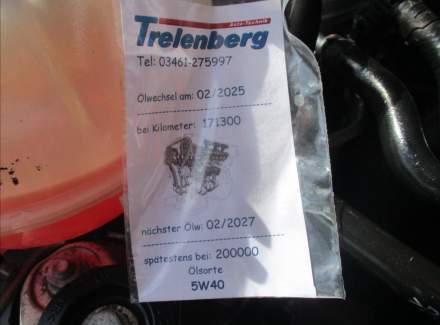 Auto-Technik
Trelenberg
Tel: 03461-275997
Ölwechsel am: 02/2025
bei Kilometer: 171300
nächster Ölw: 02/2027
spätestens bei: 200000
Ölsorte
5W40